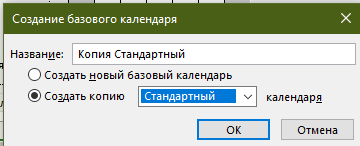 Создание базового календаря
Название: Копия Стандартный
Создать новый базовый календарь
Создать копию Стандартный календаря
ОК Отмена